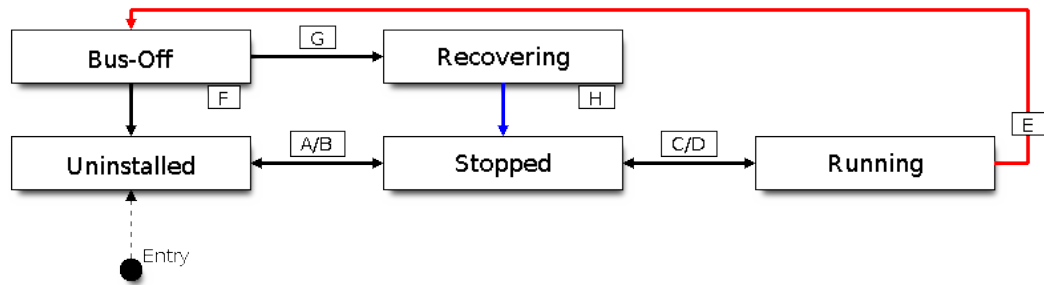 G
E
Bus-Off
Recovering
F
H
A/B
C/D
Uninstalled
Stopped
Running
Entry